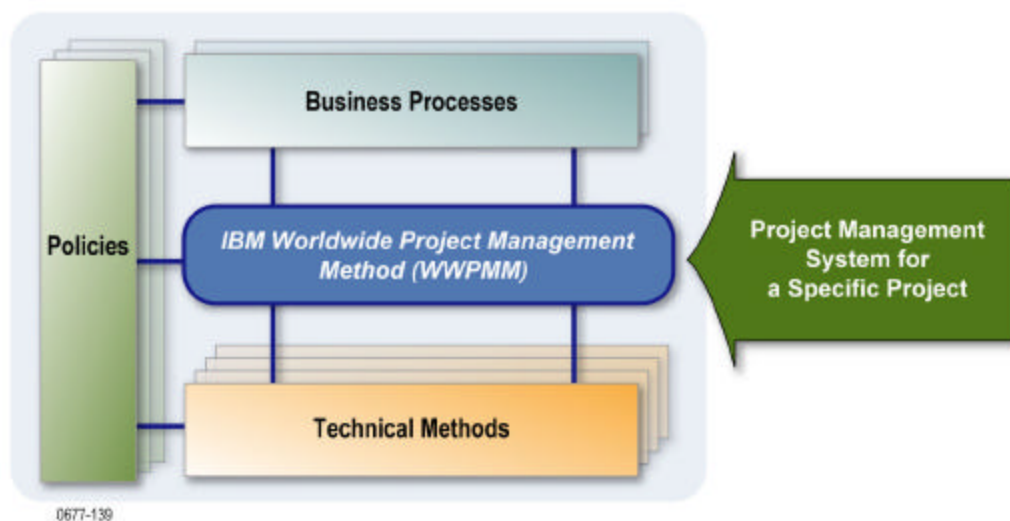 Business Processes
Policies
IBM Worldwide Project Management
Method (WWPMM)
Project Management
System for
a Specific Project
Technical Methods
0677-139